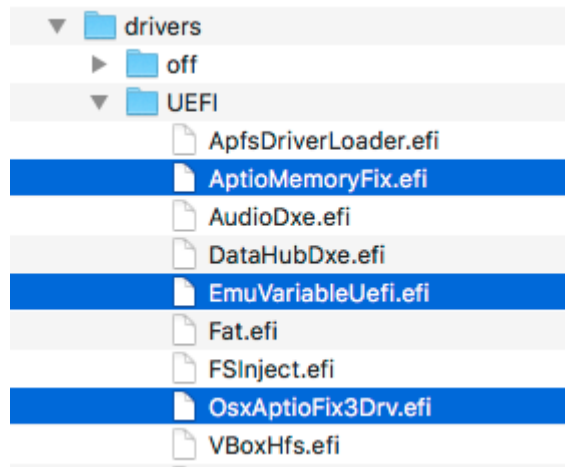 drivers
off
UEFI
ApfsDriverLoader.efi
AptioMemoryFix.efi
AudioDxe.efi
DataHubDxe.efi
EmuVariableUefi.efi
Fat.efi
FSInject.efi
OsxAptioFix3Drv.efi
VBoxHfs.efi